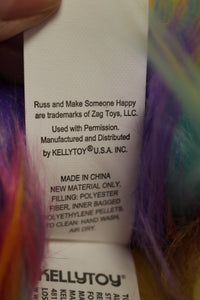 Russ and Make Someone Happy
are trademarks of Zag Toys, LLC.
Used with Permission.
Manufactured and Distributed
by KELLYTOY® U.S.A. INC.
MADE IN CHINA
NEW MATERIAL ONLY.
FILLING: POLYESTER
FIBER, INNER BAGGED
POLYETHYLENE PELLETS.
TO CLEAN: HAND WASH,
AIR DRY.
KELLYTOY®